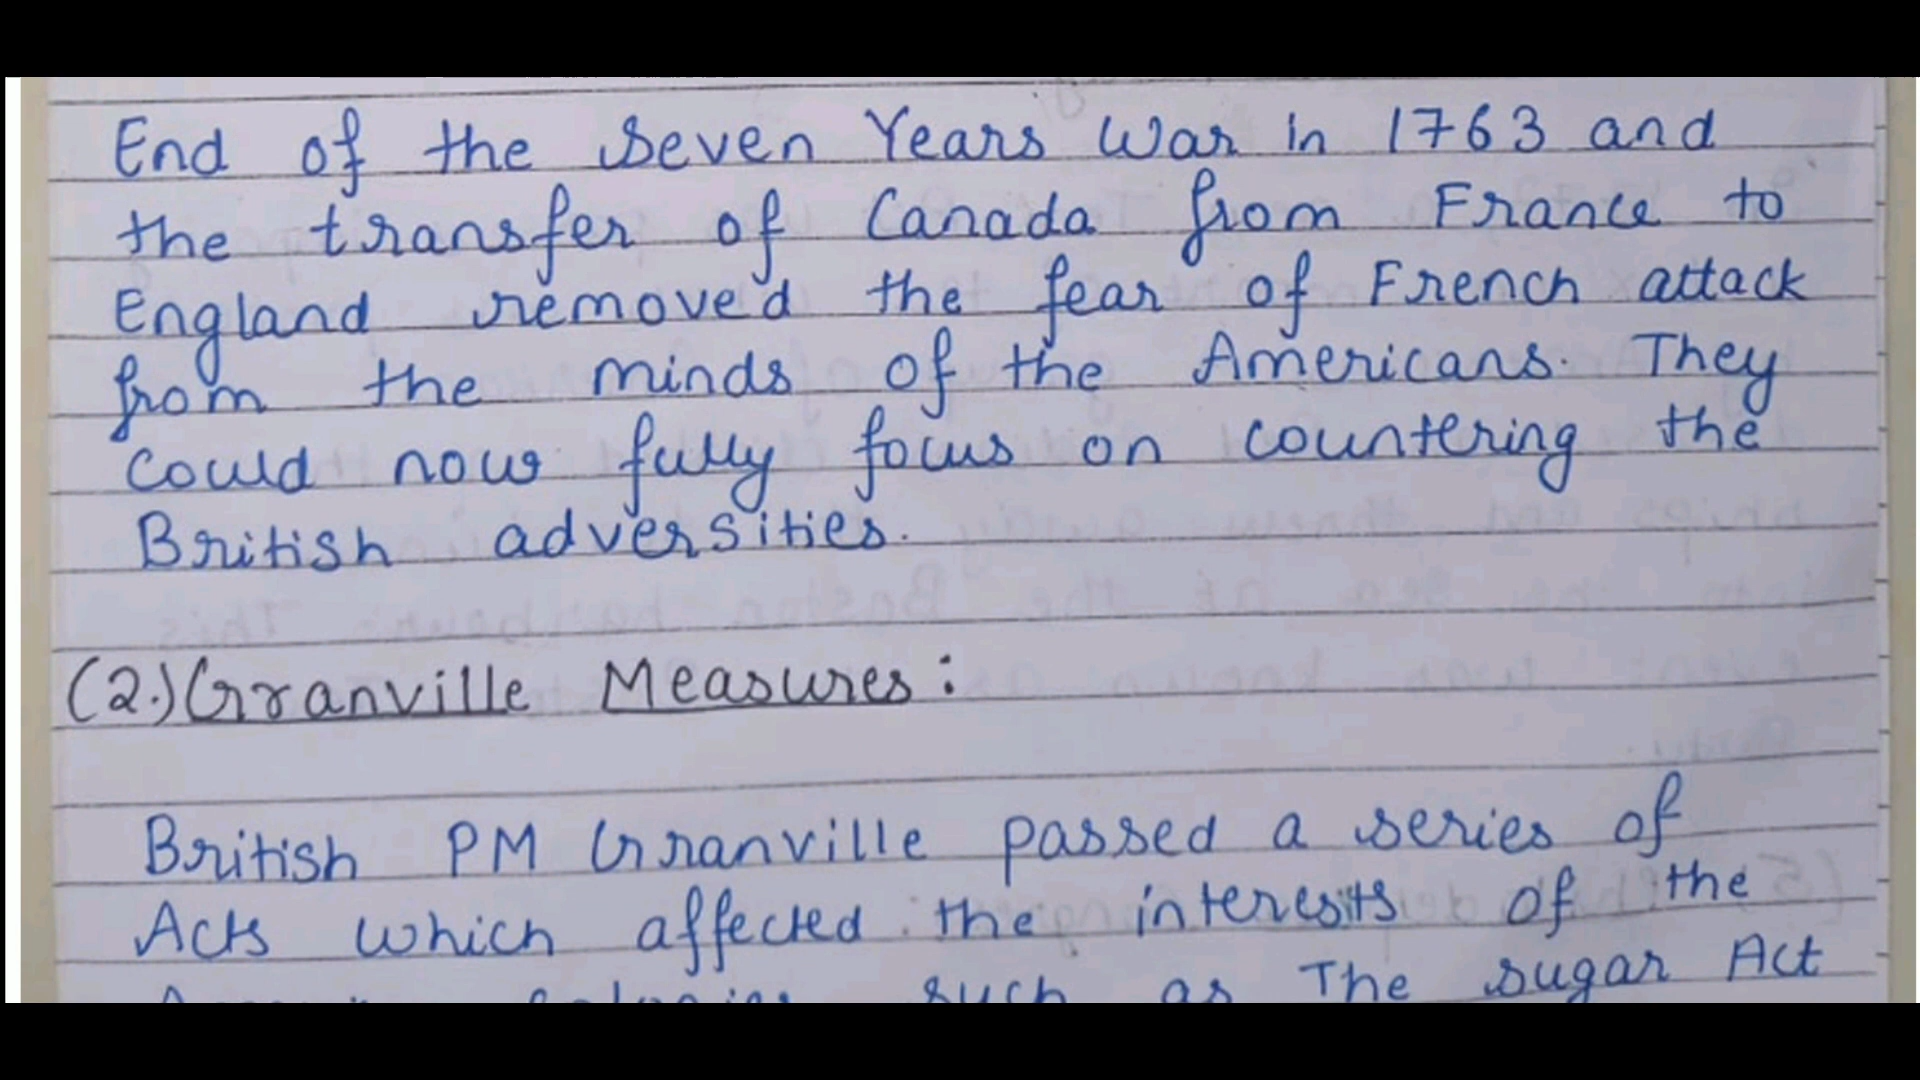 End of the Seven Years War in 1763 and
the transfer of Canada from France to
England removed the fear of French attack
from the minds of the Americans. They
could now fully focus on countering the
British adversities.
(2.) Granville Measures:
British PM Granville passed a series of
Acts which affected the interests of the
such as The sugar Act